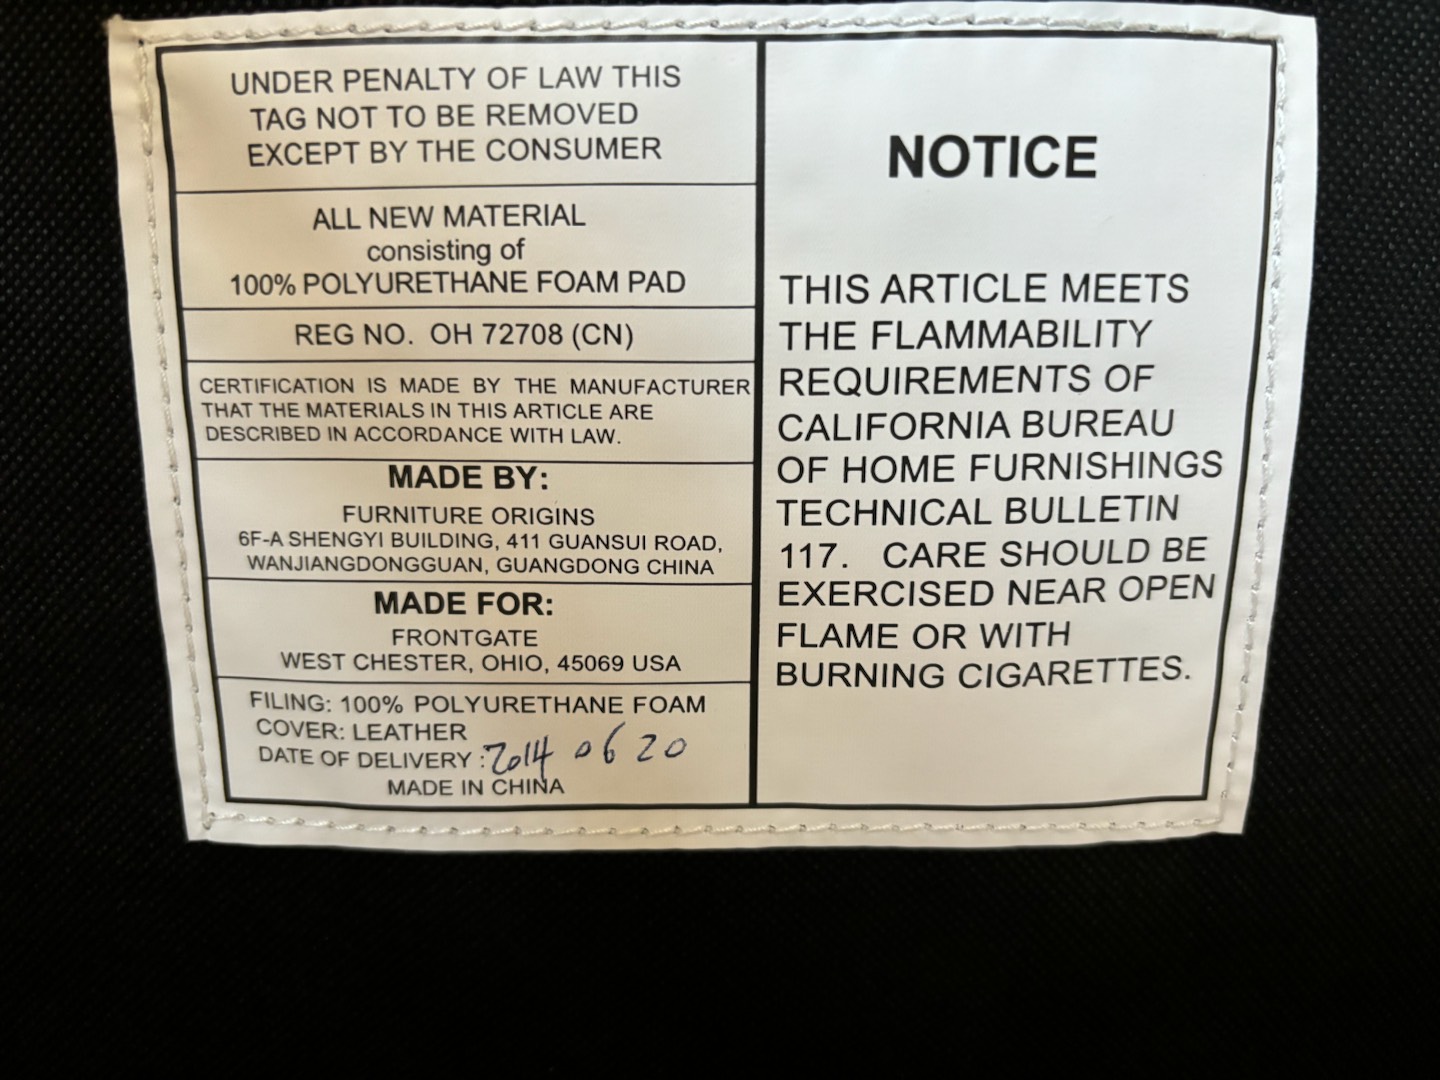 UNDER PENALTY OF LAW THIS
TAG NOT TO BE REMOVED
EXCEPT BY THE CONSUMER
ALL NEW MATERIAL
consisting of
100% POLYURETHANE FOAM PAD
REG NO. OH 72708 (CN)
CERTIFICATION IS MADE BY THE MANUFACTURER
THAT THE MATERIALS IN THIS ARTICLE ARE
DESCRIBED IN ACCORDANCE WITH LAW.
MADE BY:
FURNITURE ORIGINS
6F-A SHENGYI BUILDING, 411 GUANSUI ROAD,
WANJIANGDONGGUAN, GUANGDONG CHINA
MADE FOR:
FRONTGATE
WEST CHESTER, OHIO, 45069 USA
FILING: 100% POLYURETHANE FOAM
COVER: LEATHER
DATE OF DELIVERY : 2014 06 20
MADE IN CHINA
NOTICE
THIS ARTICLE MEETS
THE FLAMMABILITY
REQUIREMENTS OF
CALIFORNIA BUREAU
OF HOME FURNISHINGS
TECHNICAL BULLETIN
117. CARE SHOULD BE
EXERCISED NEAR OPEN
FLAME OR WITH
BURNING CIGARETTES.